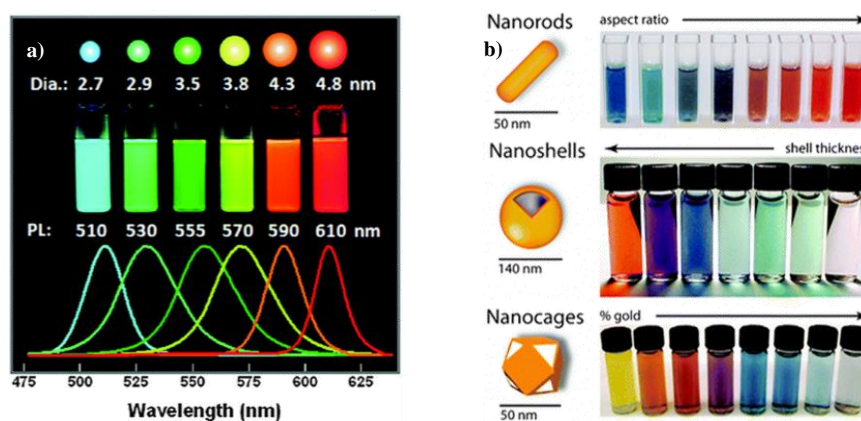 a)
Dia.: 2.7 2.9 3.5 3.8 4.3 4.8 nm
PL: 510 530 555 570 590 610 nm
475 500 525 550 575 600 625
Wavelength (nm)
b)
Nanorods
aspect ratio
50 nm
Nanoshells
shell thicknes
140 nm
Nanocages
% gold
50 nm